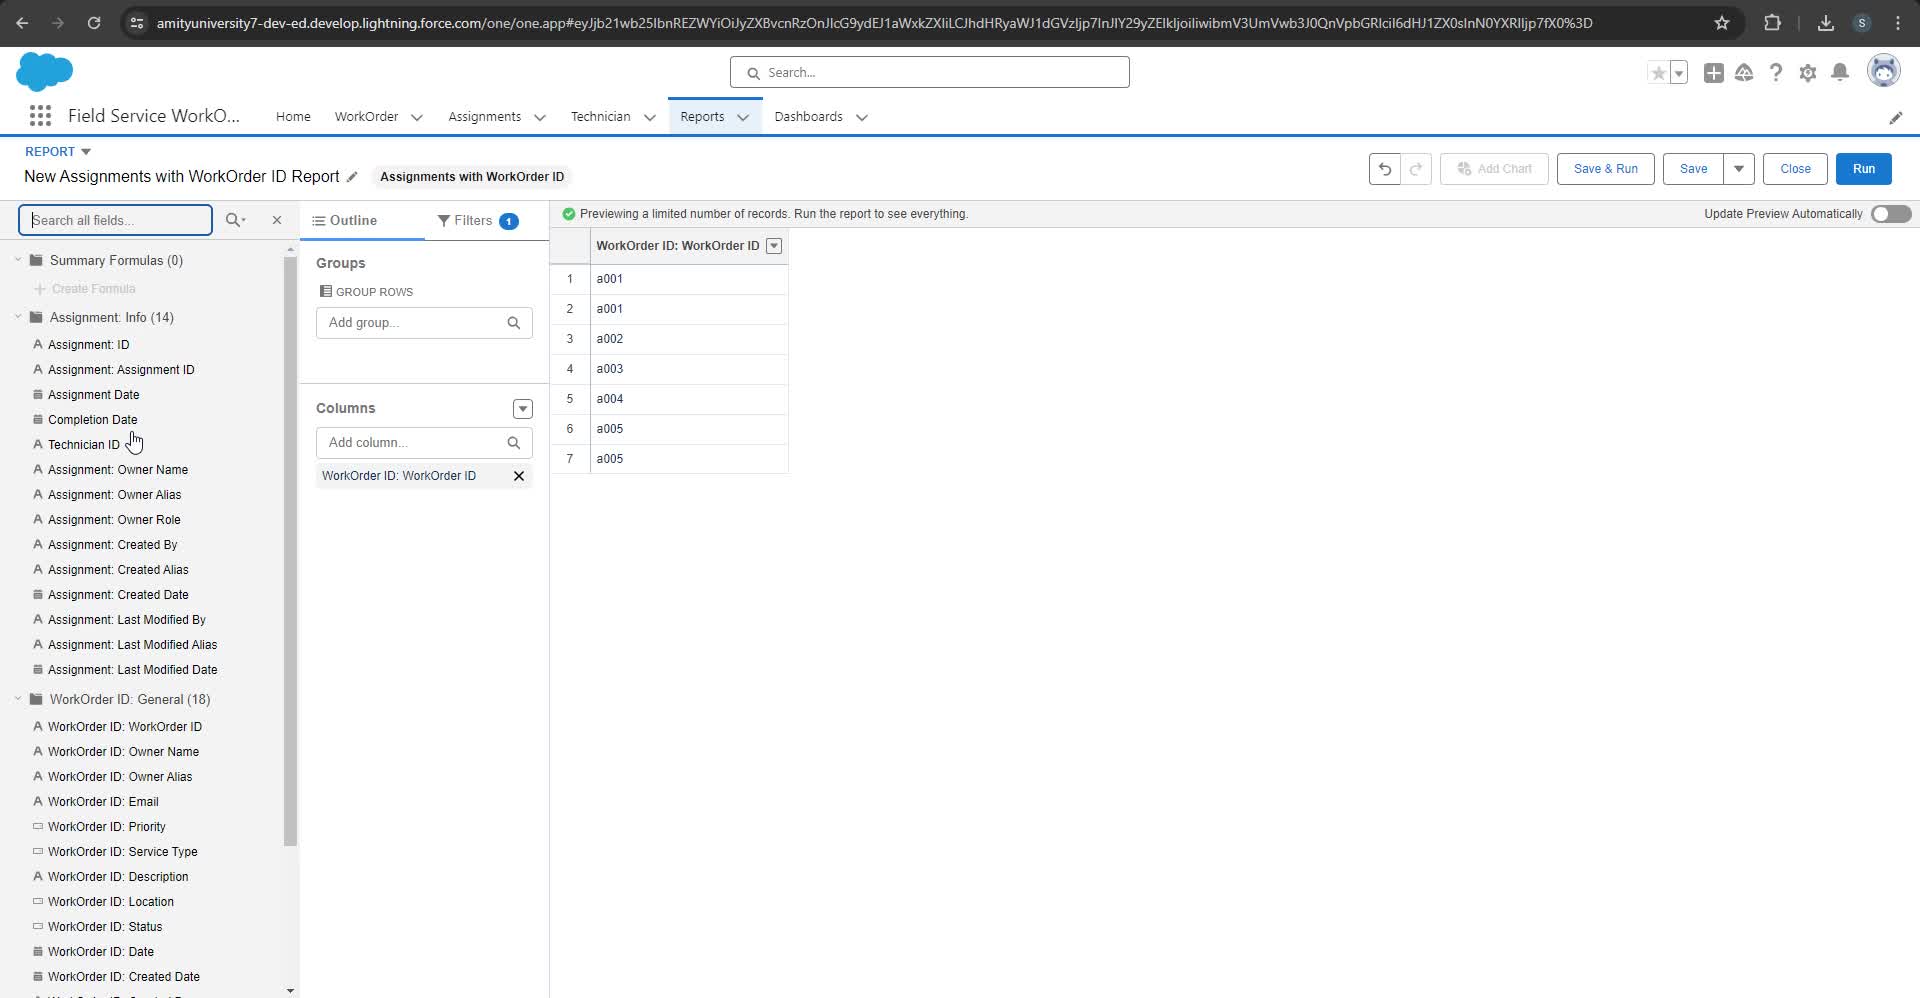 amityuniversity7-dev-ed.develop.lightning.force.com/one/one.app#eyJjb21wb25lbnREZWYiOiJyZXBvcnRzOnJlcG9ydEJ1aWxkZXIiLCJhdHRyaWJ1dGVzIjp7InJlY29yZElkIjoiIiwibmV3UmVwb3J0QnVpbGRlciI6dHJ1ZX0sInN0YXRlIjp7fX0%3D
S
Search...
Field Service WorkO...
Home
WorkOrder
Assignments
Technician
Reports
Dashboards
REPORT
New Assignments with WorkOrder ID Report
Assignments with WorkOrder ID
Add Chart
Save & Run
Save
Close
Run
Search all fields...
Outline
Filters
1
Previewing a limited number of records. Run the report to see everything.
Update Preview Automatically
Summary Formulas (0)
Create Formula
Assignment: Info (14)
Assignment: ID
Assignment: Assignment ID
Assignment Date
Completion Date
Technician ID
Assignment: Owner Name
Assignment: Owner Alias
Assignment: Owner Role
Assignment: Created By
Assignment: Created Alias
Assignment: Created Date
Assignment: Last Modified By
Assignment: Last Modified Alias
Assignment: Last Modified Date
WorkOrder ID: General (18)
WorkOrder ID: WorkOrder ID
WorkOrder ID: Owner Name
WorkOrder ID: Owner Alias
WorkOrder ID: Email
WorkOrder ID: Priority
WorkOrder ID: Service Type
WorkOrder ID: Description
WorkOrder ID: Location
WorkOrder ID: Status
WorkOrder ID: Date
WorkOrder ID: Created Date
Groups
GROUP ROWS
Add group...
Columns
Add column...
WorkOrder ID: WorkOrder ID
WorkOrder ID: WorkOrder ID
1 a001
2 a001
3 a002
4 a003
5 a004
6 a005
7 a005